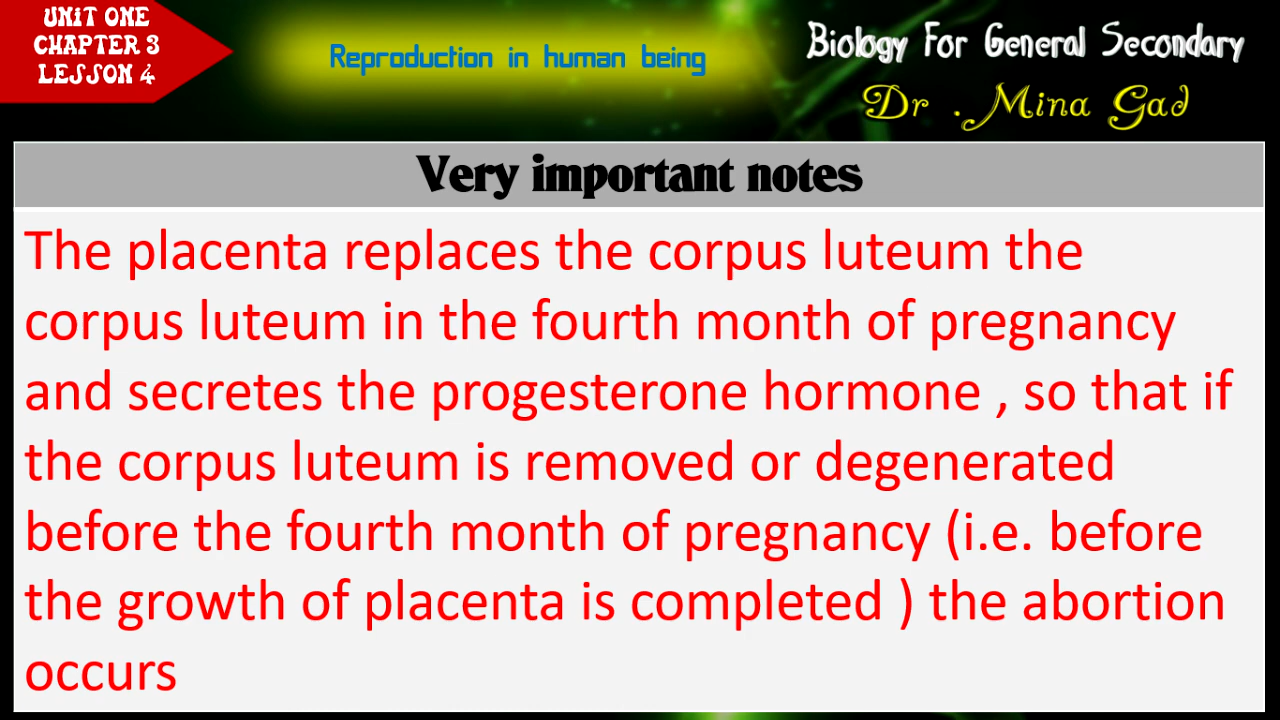 UNIT ONE
CHAPTER 3
LESSON 4
Reproduction in human being
Biology For General Secondary
Dr . Mina Gad
Very important notes
The placenta replaces the corpus luteum the
corpus luteum in the fourth month of pregnancy
and secretes the progesterone hormone , so that if
the corpus luteum is removed or degenerated
before the fourth month of pregnancy (i.e. before
the growth of placenta is completed ) the abortion
occurs